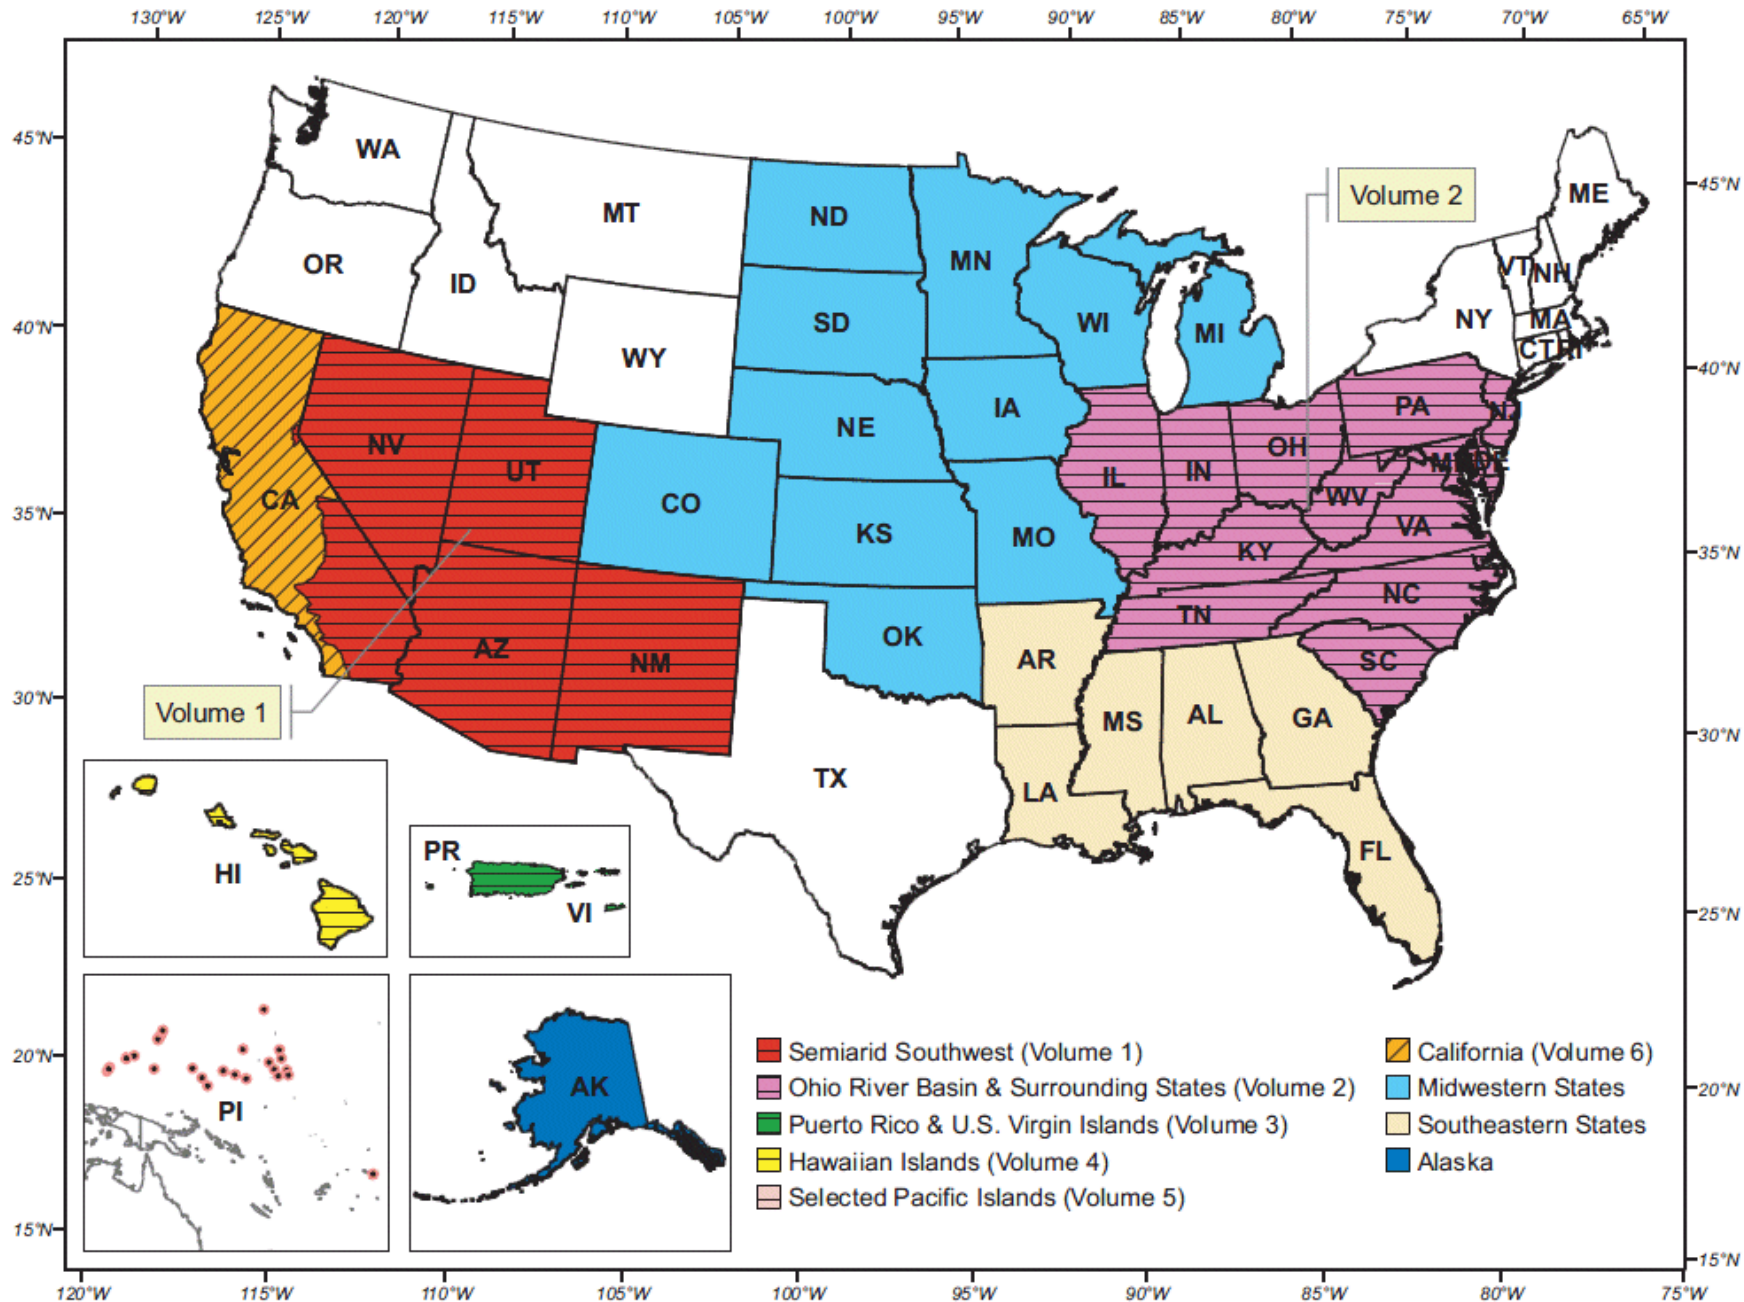 130°W 125°W 120°W 115°W 110°W 105°W 100°W 95°W 90°W 85°W 80°W 75°W 70°W 65°W
45°N
40°N
35°N
30°N
25°N
20°N
15°N
45°N
40°N
35°N
30°N
25°N
20°N
15°N
WA
OR
ID
MT
WY
ND
SD
NE
KS
CO
OK
MN
IA
MO
WI
MI
Volume 2
ME
VT
NH
NY
MA
CT
RI
PA
NJ
OH
MD
DE
IL
IN
WV
VA
KY
NC
TN
SC
CA
NV
UT
AZ
NM
Volume 1
TX
AR
LA
MS
AL
GA
FL
HI
PR
VI
PI
AK
Semiarid Southwest (Volume 1)
Ohio River Basin & Surrounding States (Volume 2)
Puerto Rico & U.S. Virgin Islands (Volume 3)
Hawaiian Islands (Volume 4)
Selected Pacific Islands (Volume 5)
California (Volume 6)
Midwestern States
Southeastern States
Alaska
120°W 115°W 110°W 105°W 100°W 95°W 90°W 85°W 80°W 75°W